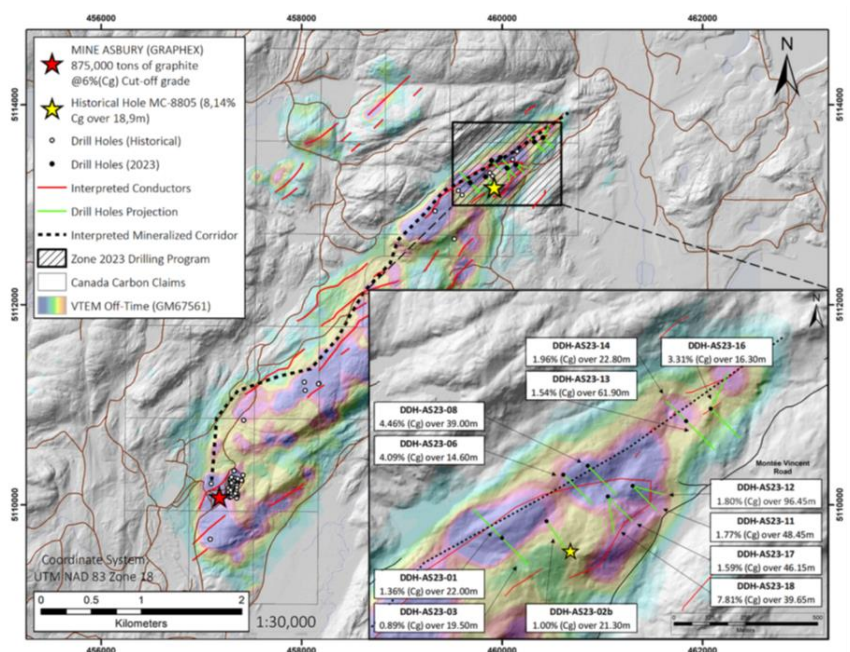 456000
458000
460000
462000
5114000
5112000
5110000
5114000
5112000
5110000
MINE ASBURY (GRAPHEX)
875,000 tons of graphite
@6%(Cg) Cut-off grade
Historical Hole MC-8805 (8,14%
Cg over 18,9m)
Drill Holes (Historical)
Drill Holes (2023)
Interpreted Conductors
Drill Holes Projection
Interpreted Mineralized Corridor
Zone 2023 Drilling Program
Canada Carbon Claims
VTEM Off-Time (GM67561)
N
N
DDH-AS23-14
1.96% (Cg) over 22.80m
DDH-AS23-16
3.31% (Cg) over 16.30m
DDH-AS23-13
1.54% (Cg) over 61.90m
DDH-AS23-08
4.46% (Cg) over 39.00m
DDH-AS23-06
4.09% (Cg) over 14.60m
Montée Vincent
Road
DDH-AS23-12
1.80% (Cg) over 96.45m
DDH-AS23-11
1.77% (Cg) over 48.45m
DDH-AS23-17
1.59% (Cg) over 46.15m
DDH-AS23-18
7.81% (Cg) over 39.65m
DDH-AS23-01
1.36% (Cg) over 22.00m
DDH-AS23-03
0.89% (Cg) over 19.50m
DDH-AS23-02b
1.00% (Cg) over 21.30m
Coordinate System:
UTM NAD 83 Zone 18
0 0.5 1 2
Kilometers
1:30,000
456000
458000
460000
462000